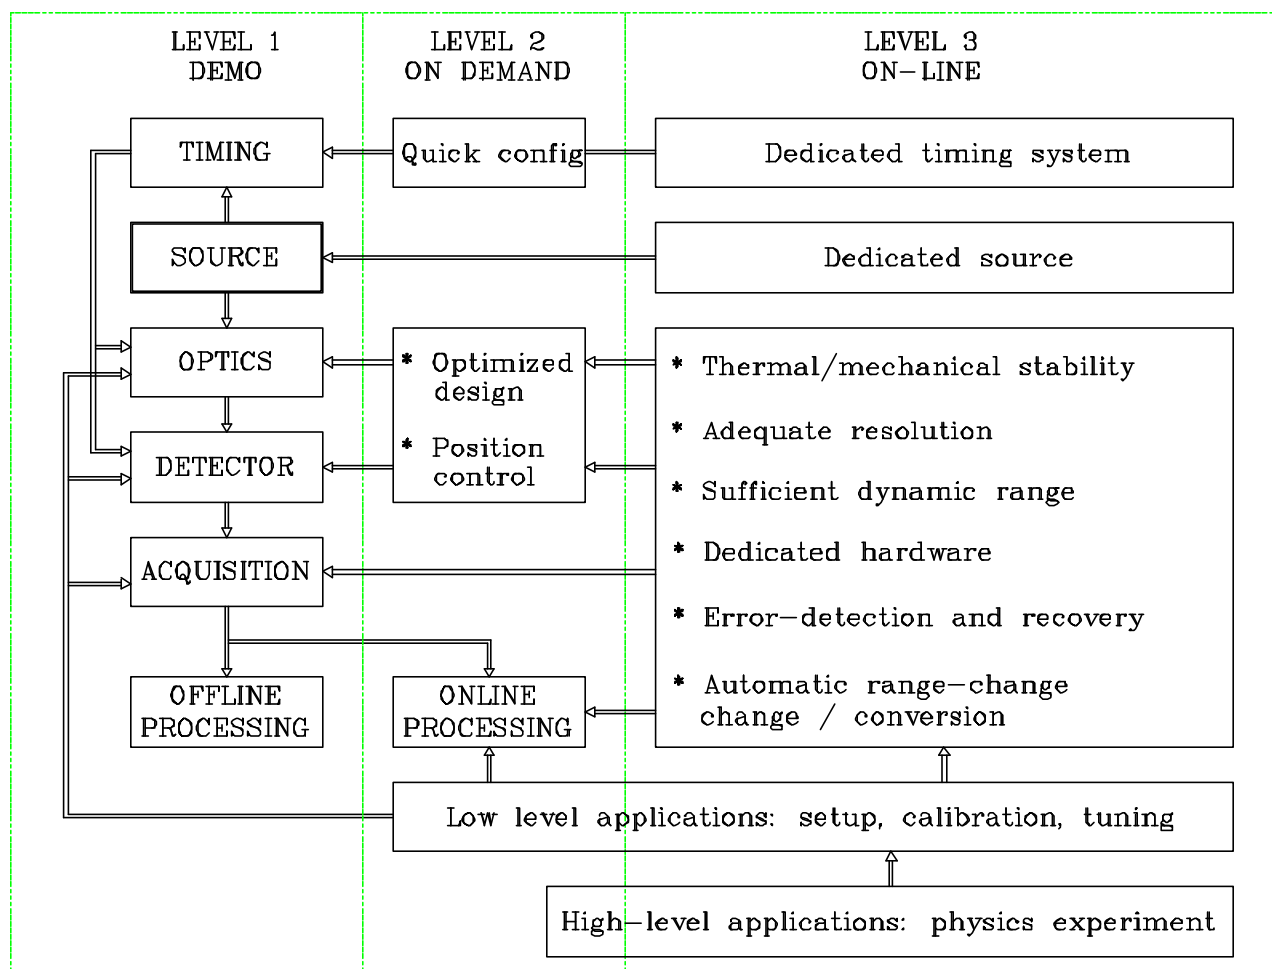 LEVEL 1
DEMO
LEVEL 2
ON DEMAND
LEVEL 3
ON-LINE
TIMING
Quick config
Dedicated timing system
SOURCE
Dedicated source
OPTICS
* Optimized
design
* Position
control
DETECTOR
ACQUISITION
* Thermal/mechanical stability
* Adequate resolution
* Sufficient dynamic range
* Dedicated hardware
* Error-detection and recovery
* Automatic range-change
change / conversion
OFFLINE
PROCESSING
ONLINE
PROCESSING
Low level applications: setup, calibration, tuning
High-level applications: physics experiment